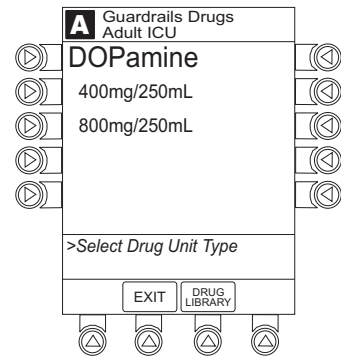 A Guardrails Drugs
Adult ICU
DOPamine
400mg/250mL
800mg/250mL
>Select Drug Unit Type
EXIT DRUG
LIBRARY